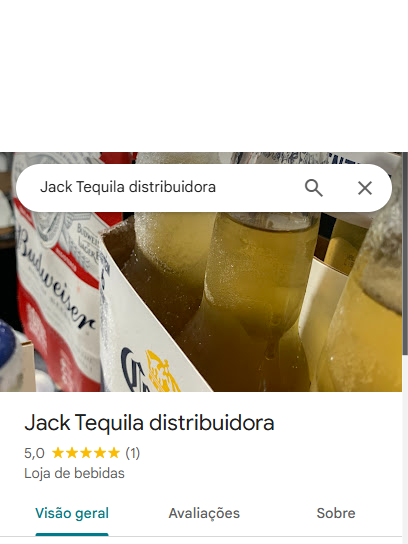 Jack Tequila distribuidora
Budweiser
Jack Tequila distribuidora
5,0 ★★★★★ (1)
Loja de bebidas
Visão geral Avaliações Sobre